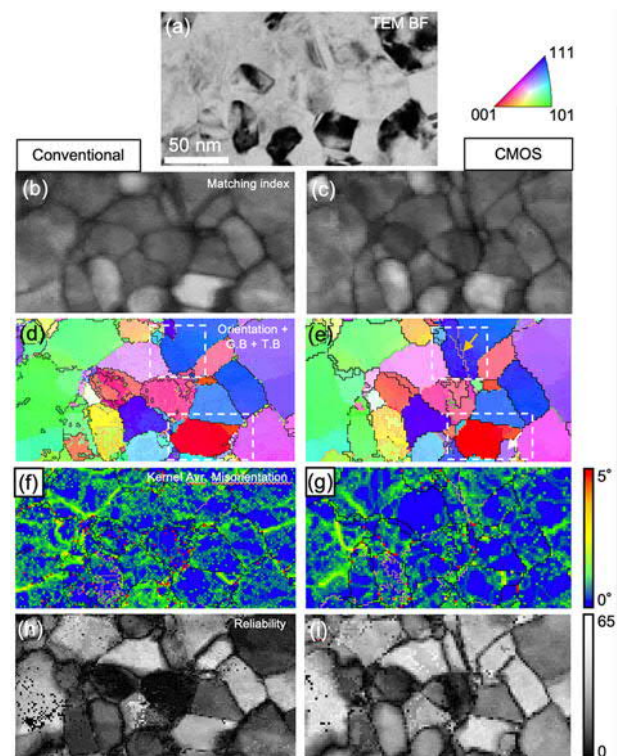 (a)
TEM BF
50 nm
111
001
101
Conventional
CMOS
(b)
Matching index
(c)
(d)
Orientation +
G.B + T.B
(e)
(f)
Kernel Avr. Misorientation
(g)
5°
0°
(h)
Reliability
(i)
65
0